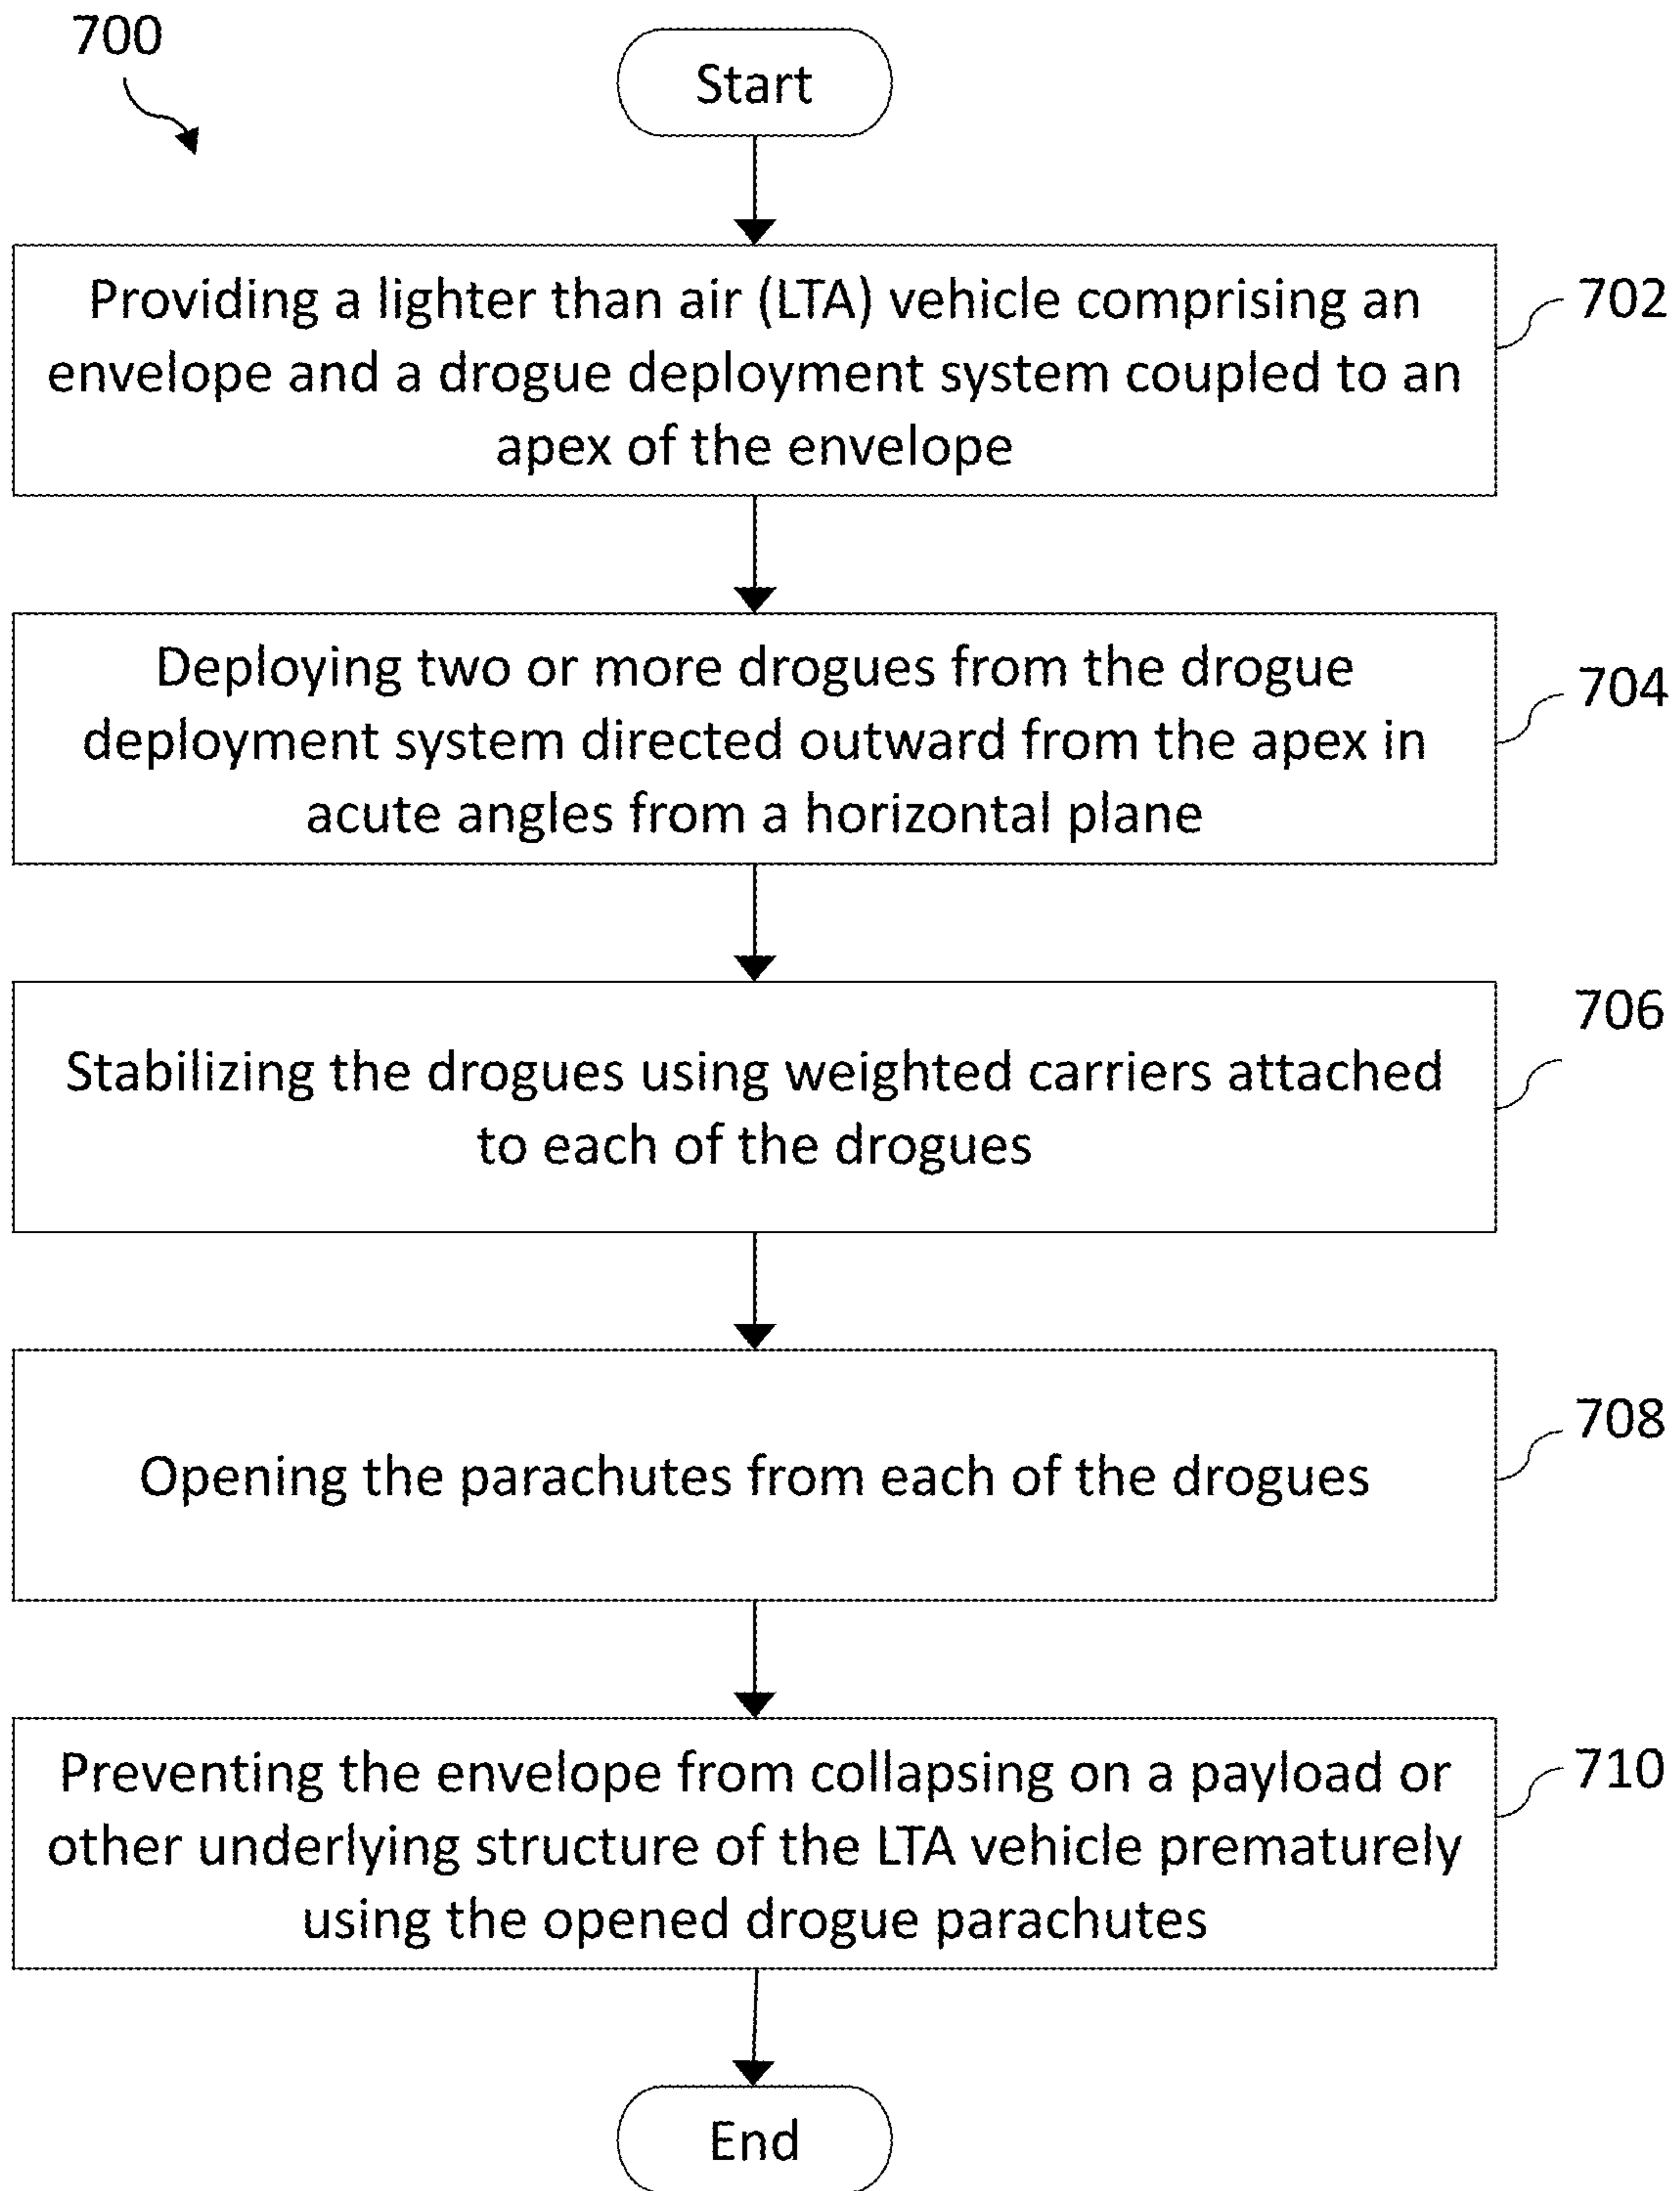 700
Start
Providing a lighter than air (LTA) vehicle comprising an
envelope and a drogue deployment system coupled to an
apex of the envelope
702
Deploying two or more drogues from the drogue
deployment system directed outward from the apex in
acute angles from a horizontal plane
704
Stabilizing the drogues using weighted carriers attached
to each of the drogues
706
Opening the parachutes from each of the drogues
708
Preventing the envelope from collapsing on a payload or
other underlying structure of the LTA vehicle prematurely
using the opened drogue parachutes
710
End